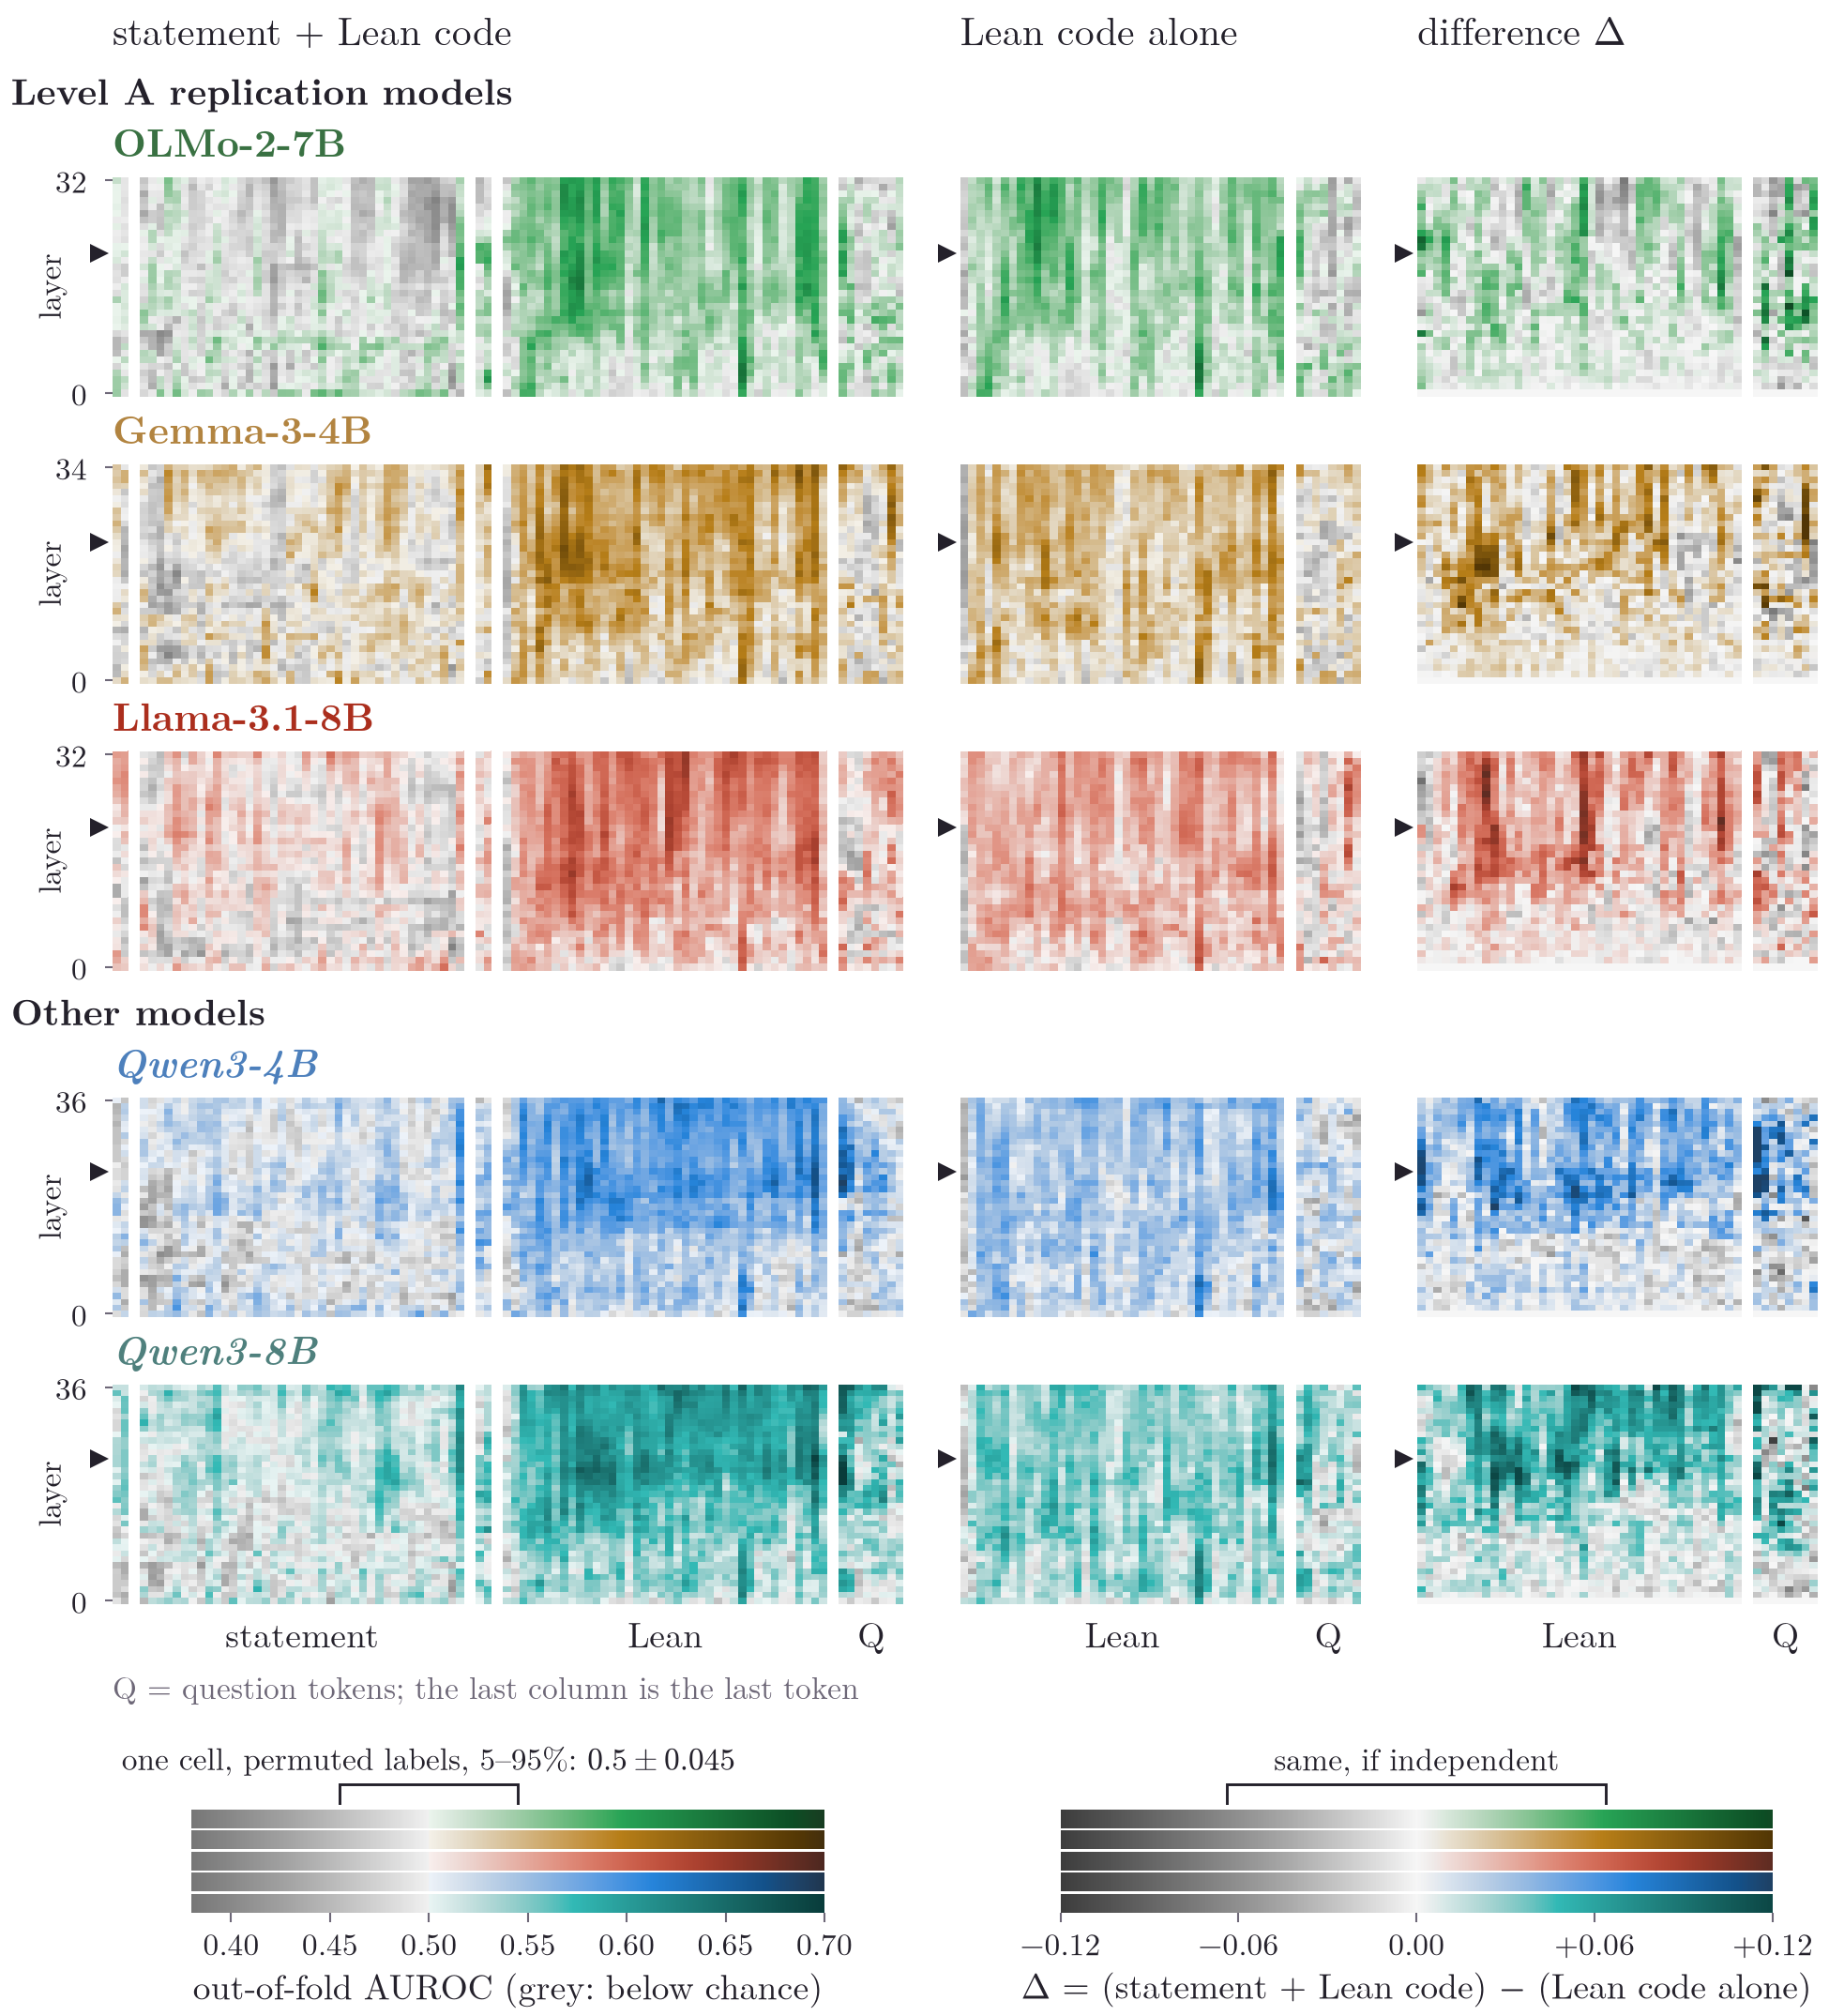 statement + Lean code
Lean code alone
difference Δ
Level A replication models
OLMo-2-7B
32
layer
0
Gemma-3-4B
34
layer
0
Llama-3.1-8B
32
layer
0
Other models
Qwen3-4B
36
layer
0
Qwen3-8B
36
layer
0
statement
Lean
Q
Lean
Q
Lean
Q
Q = question tokens; the last column is the last token
one cell, permuted labels, 5–95%: 0.5 ± 0.045
same, if independent
0.40 0.45 0.50 0.55 0.60 0.65 0.70
−0.12 −0.06 0.00 +0.06 +0.12
out-of-fold AUROC (grey: below chance)
Δ = (statement + Lean code) − (Lean code alone)